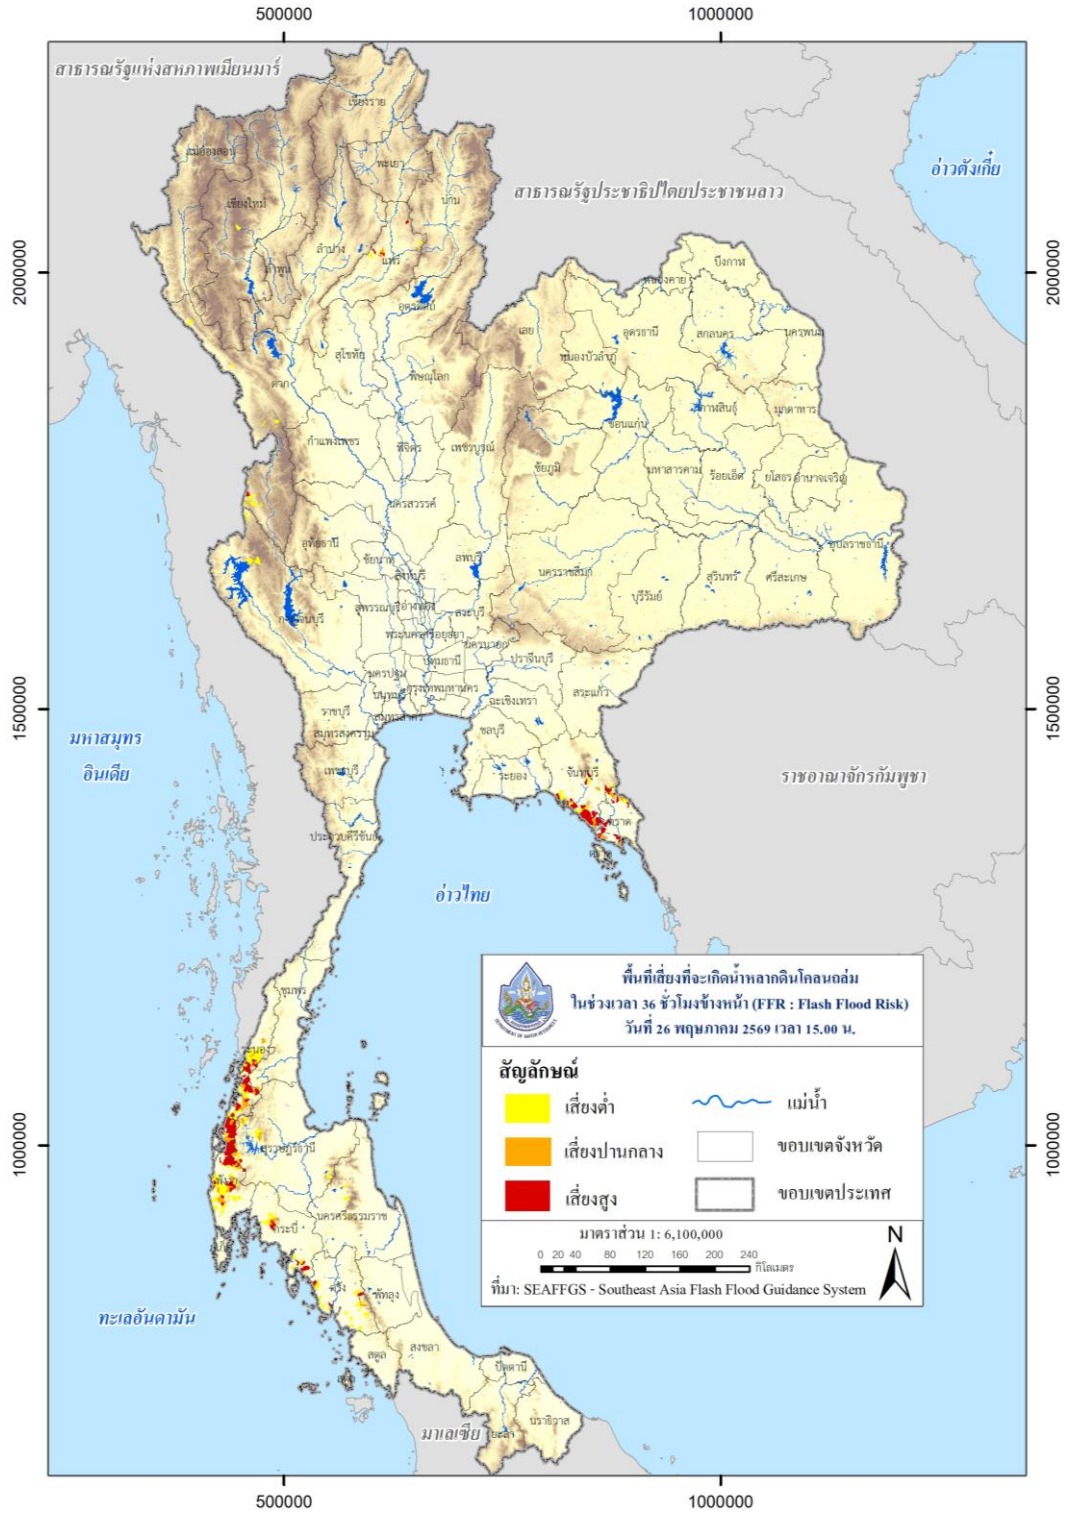 500000
1000000
สาธารณรัฐแห่งสหภาพเมียนมาร์
เชียงราย
อ่าวตังเกี๋ย
แม่ฮ่องสอน
พะเยา
สาธารณรัฐประชาธิปไตยประชาชนลาว
เชียงใหม่
น่าน
ลำปาง
แพร่
ลำพูน
บึงกาฬ
2000000
2000000
หนองคาย
อุตรดิตถ์
เลย
อุดรธานี
สกลนคร
นครพนม
สุโขทัย
หนองบัวลำภู
ตาก
พิษณุโลก
ขอนแก่น
กาฬสินธุ์
มุกดาหาร
กำแพงเพชร
พิจิตร
เพชรบูรณ์
ชัยภูมิ
มหาสารคาม
ร้อยเอ็ด
ยโสธร
อำนาจเจริญ
นครสวรรค์
อุทัยธานี
ชัยนาท
ลพบุรี
อุบลราชธานี
สิงห์บุรี
นครราชสีมา
สุรินทร์
ศรีสะเกษ
บุรีรัมย์
สุพรรณบุรี
อ่างทอง
สระบุรี
กาญจนบุรี
พระนครศรีอยุธยา
นครนายก
ปทุมธานี
ปราจีนบุรี
นครปฐม
นนทบุรี
กรุงเทพมหานคร
ฉะเชิงเทรา
สระแก้ว
1500000
1500000
ราชบุรี
สมุทรสาคร
สมุทรสงคราม
ชลบุรี
มหาสมุทร
อินเดีย
เพชรบุรี
ระยอง
จันทบุรี
ราชอาณาจักรกัมพูชา
ประจวบคีรีขันธ์
ตราด
อ่าวไทย
พื้นที่เสี่ยงที่จะเกิดน้ำหลากดินโคลนถล่ม
ในช่วงเวลา 36 ชั่วโมงข้างหน้า (FFR : Flash Flood Risk)
วันที่ 26 พฤษภาคม 2569 เวลา 15.00 น.
ชุมพร
ระนอง
สัญลักษณ์
เสี่ยงต่ำ
แม่น้ำ
เสี่ยงปานกลาง
ขอบเขตจังหวัด
เสี่ยงสูง
ขอบเขตประเทศ
1000000
1000000
สุราษฎร์ธานี
พังงา
นครศรีธรรมราช
กระบี่
มาตราส่วน 1: 6,100,000
N
0 20 40 80 120 160 200 240
กิโลเมตร
ที่มา: SEAFFGS - Southeast Asia Flash Flood Guidance System
ตรัง
พัทลุง
ทะเลอันดามัน
สงขลา
สตูล
ปัตตานี
นราธิวาส
ยะลา
มาเลเซีย
500000
1000000